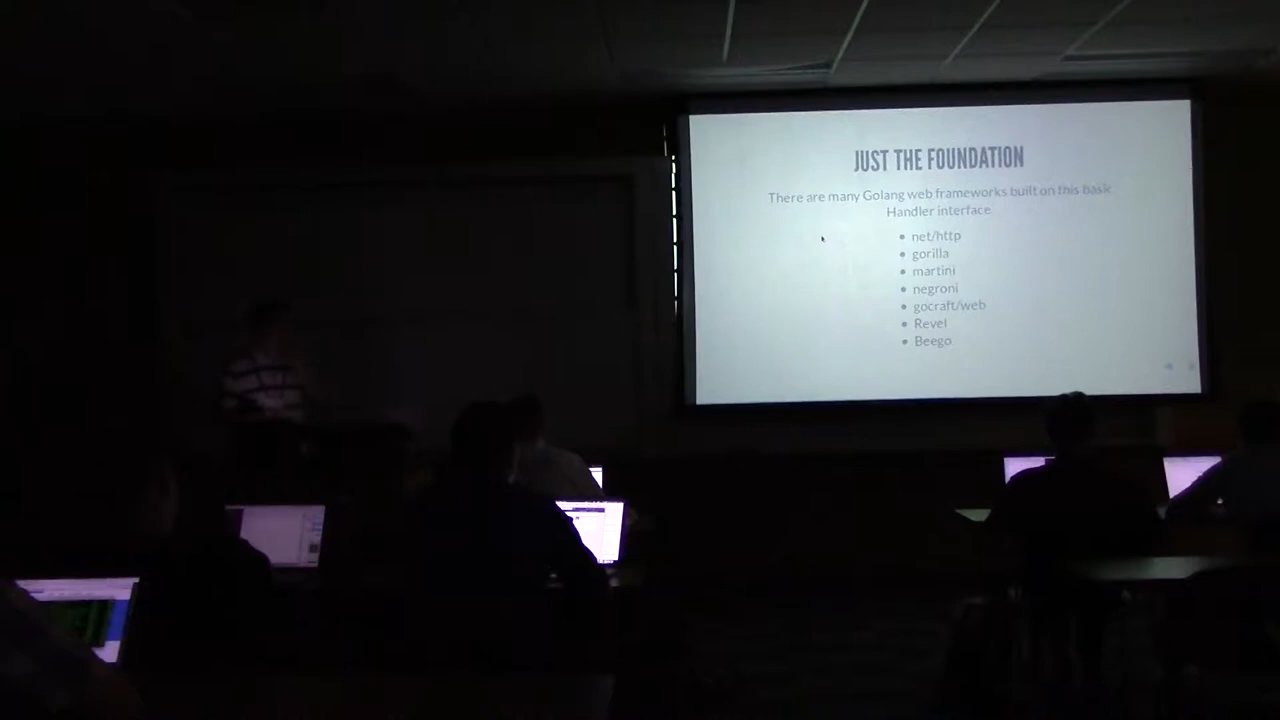 JUST THE FOUNDATION
There are many Golang web frameworks built on this basic
Handler interface
net/http
gorilla
martini
negroni
gocraft/web
Revel
Beego